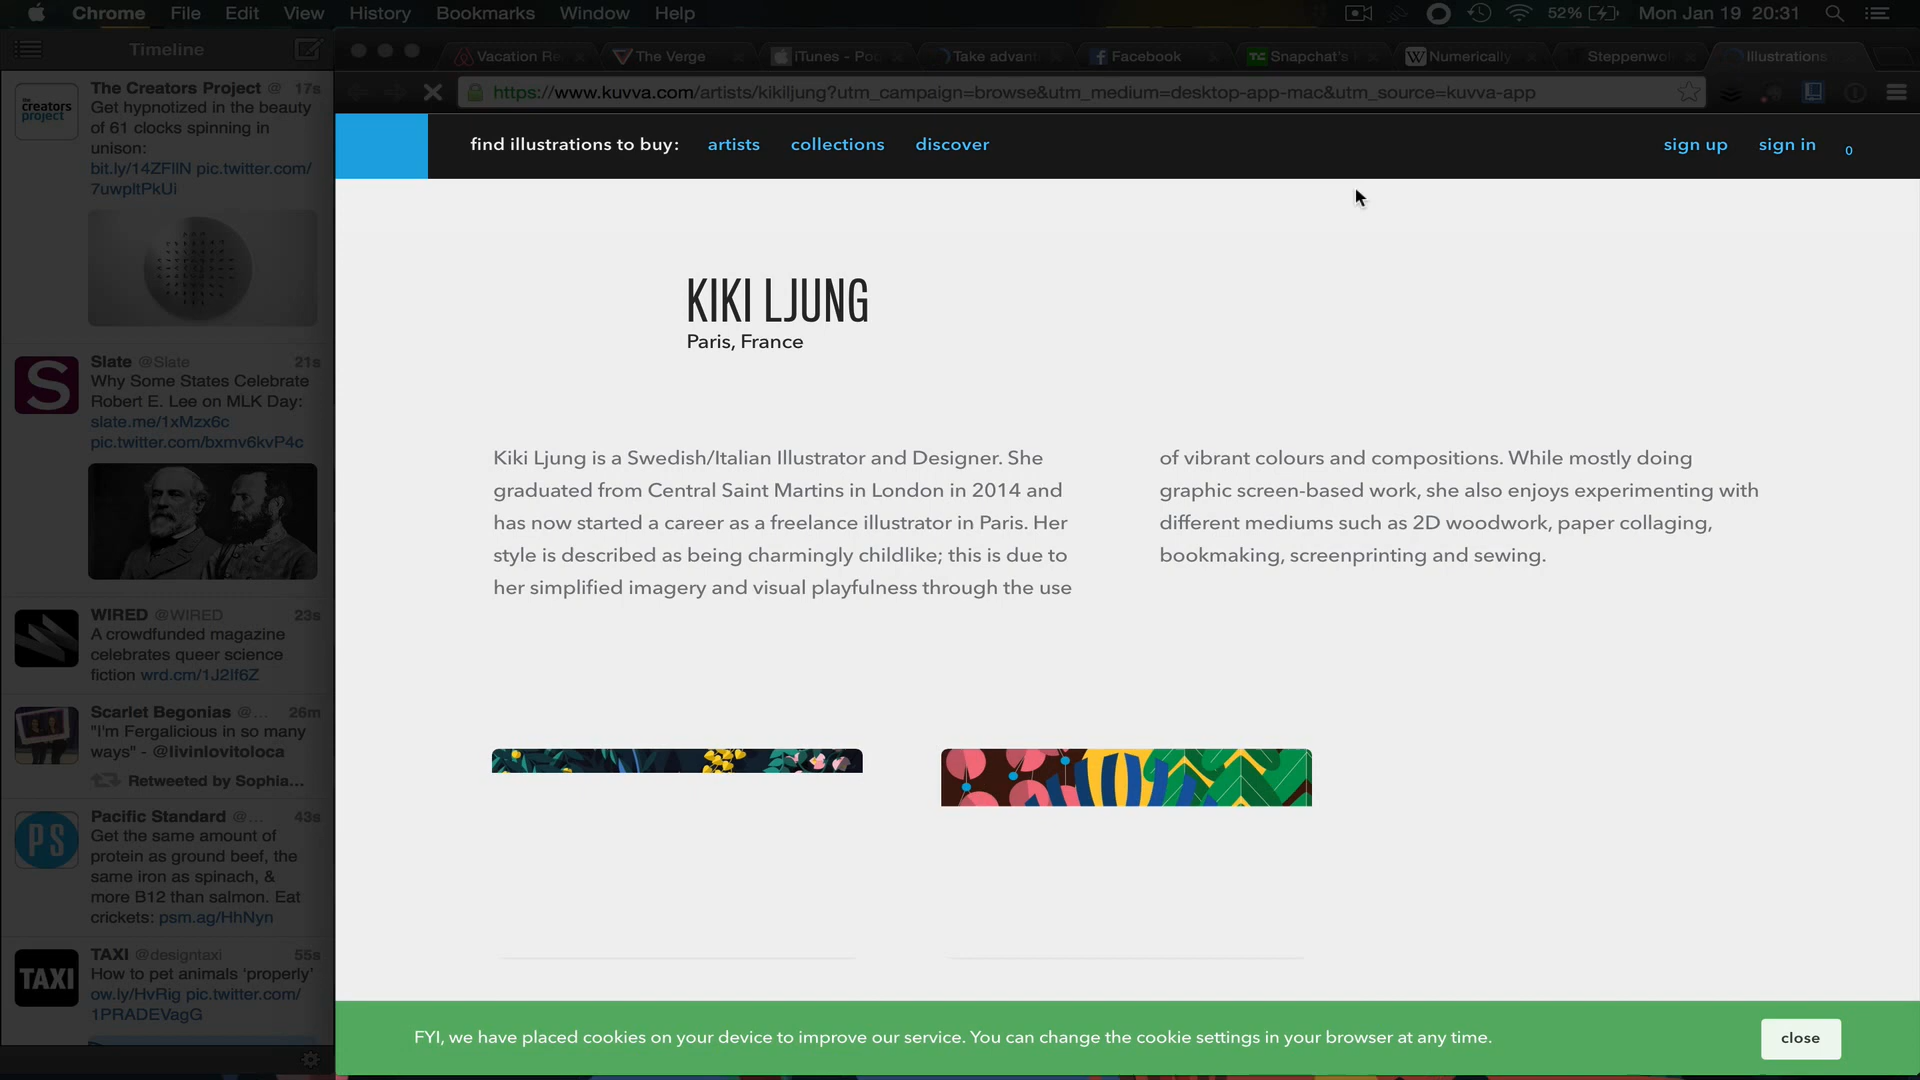 Chrome File Edit View History Bookmarks Window Help
52% Mon Jan 19 20:31
Timeline
Vacation Re
The Verge
iTunes - Poc
Take advant
Facebook
Snapchat's
Numerically
Steppenwol
Illustrations
https://www.kuvva.com/artists/kikiljung?utm_campaign=browse&utm_medium=desktop-app-mac&utm_source=kuvva-app
The Creators Project @ 17s
the creators project
Get hypnotized in the beauty
of 61 clocks spinning in
unison:
pic.twitter.com/
7uwpltPkUi
Slate @Slate 21s
S
Why Some States Celebrate
Robert E. Lee on MLK Day:
slate.me/1xMzx6c
pic.twitter.com/bxmv6kvP4c
WIRED @WIRED 23s
A crowdfunded magazine
celebrates queer science
fiction wrd.cm/1J2If6Z
Scarlet Begonias @... 26m
"I'm Fergalicious in so many
ways" - @livinlovitoloca
Retweeted by Sophia...
Pacific Standard @... 43s
PS
Get the same amount of
protein as ground beef, the
same iron as spinach, &
more B12 than salmon. Eat
crickets: psm.ag/HhNyn
TAXI @designtaxi 55s
TAXI
How to pet animals 'properly'
ow.ly/HvRig pic.twitter.com/
1PRADEVagG
find illustrations to buy: artists collections discover
sign up sign in 0
KIKI LJUNG
Paris, France
Kiki Ljung is a Swedish/Italian Illustrator and Designer. She
graduated from Central Saint Martins in London in 2014 and
has now started a career as a freelance illustrator in Paris. Her
style is described as being charmingly childlike; this is due to
her simplified imagery and visual playfulness through the use
of vibrant colours and compositions. While mostly doing
graphic screen-based work, she also enjoys experimenting with
different mediums such as 2D woodwork, paper collaging,
bookmaking, screenprinting and sewing.
FYI, we have placed cookies on your device to improve our service. You can change the cookie settings in your browser at any time.
close